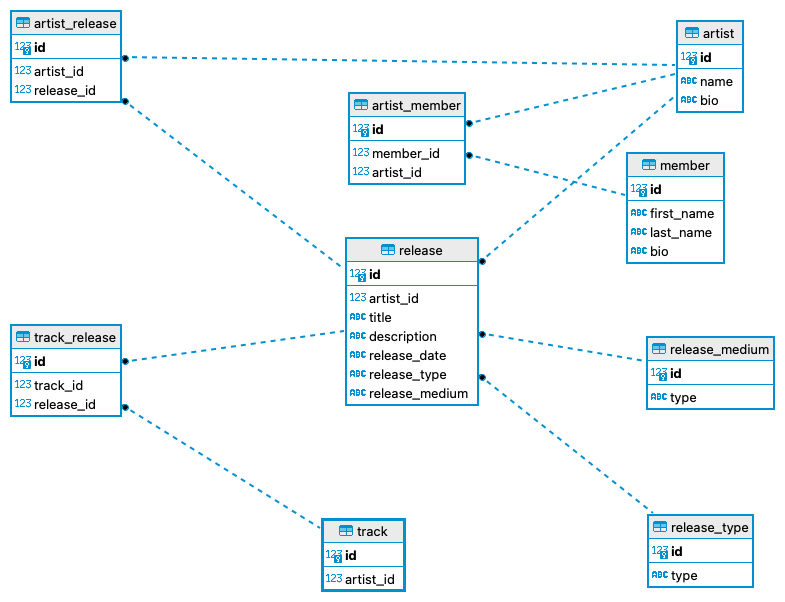 artist_release
123 id
123 artist_id
123 release_id
artist
123 id
ABC name
ABC bio
artist_member
123 id
123 member_id
123 artist_id
member
123 id
ABC first_name
ABC last_name
ABC bio
release
123 id
123 artist_id
ABC title
ABC description
ABC release_date
ABC release_type
ABC release_medium
track_release
123 id
123 track_id
123 release_id
release_medium
123 id
ABC type
track
123 id
123 artist_id
release_type
123 id
ABC type